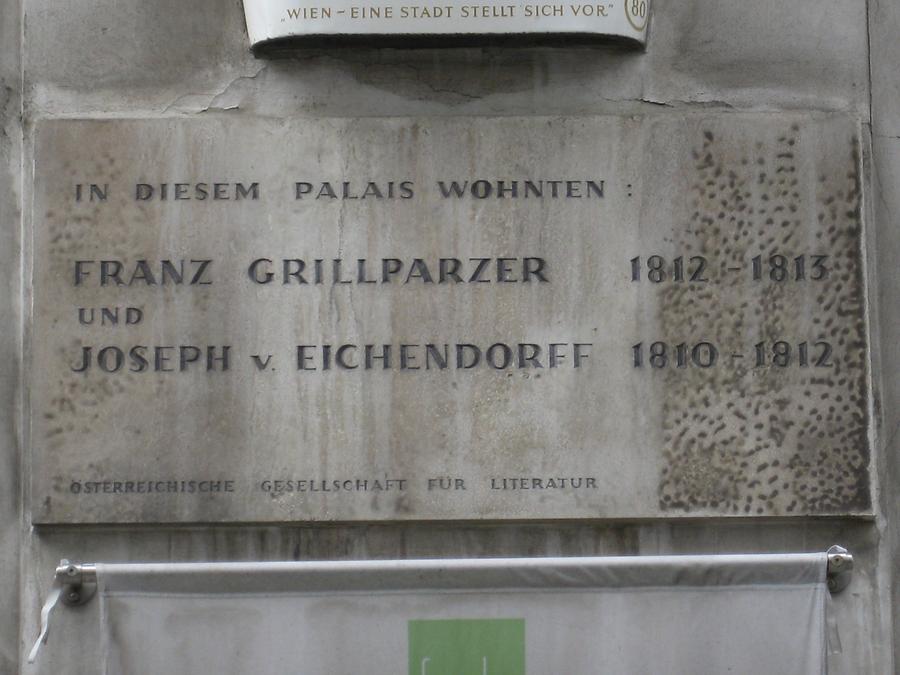 „WIEN – EINE STADT STELLT SICH VOR."
80
IN DIESEM PALAIS WOHNTEN :
FRANZ GRILLPARZER 1812 - 1813
UND
JOSEPH v. EICHENDORFF 1810 - 1812
ÖSTERREICHISCHE GESELLSCHAFT FÜR LITERATUR